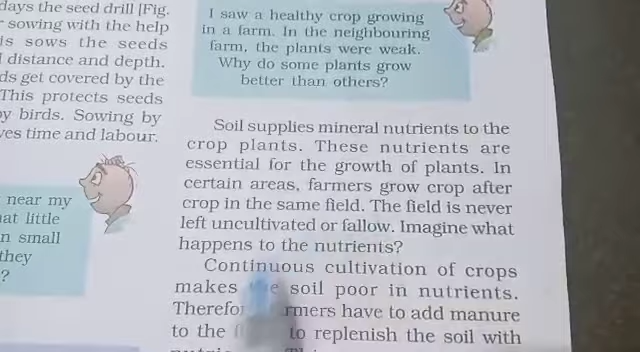 days the seed drill [Fig.
sowing with the help
sows the seeds
distance and depth.
get covered by the
This protects seeds
by birds. Sowing by
time and labour.
near my
little
small
they
?
I saw a healthy crop growing
in a farm. In the neighbouring
farm, the plants were weak.
Why do some plants grow
better than others?
Soil supplies mineral nutrients to the
crop plants. These nutrients are
essential for the growth of plants. In
certain areas, farmers grow crop after
crop in the same field. The field is never
left uncultivated or fallow. Imagine what
happens to the nutrients?
Continuous cultivation of crops
makes soil poor in nutrients.
have to add manure
to the to replenish the soil with